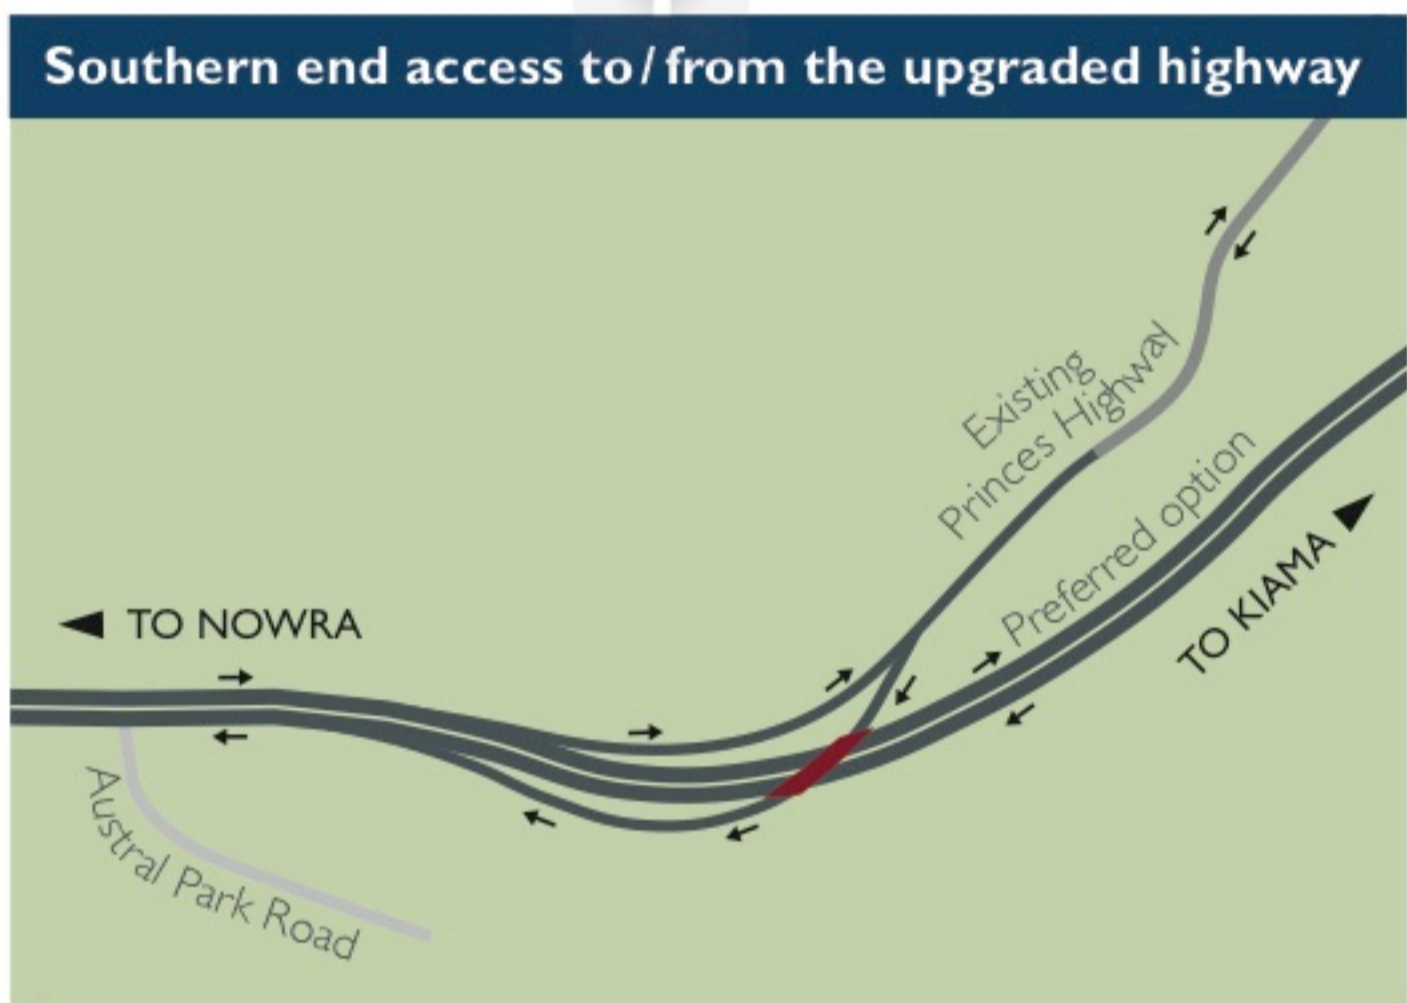 Southern end access to/from the upgraded highway
Existing
Princes Highway
Preferred option
TO KIAMA
TO NOWRA
Austral Park Road